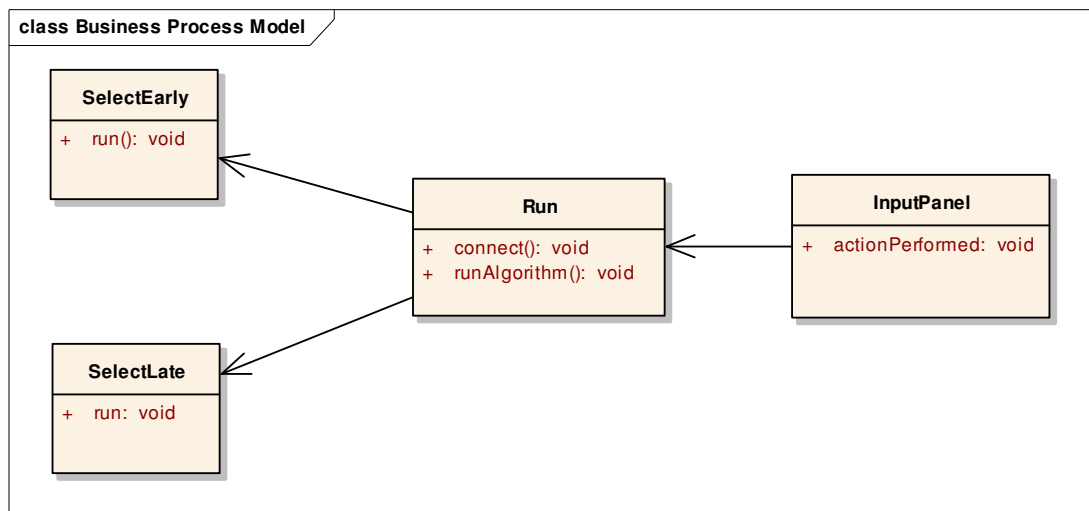 class Business Process Model
SelectEarly
+ run(): void
Run
+ connect(): void
+ runAlgorithm(): void
InputPanel
+ actionPerformed: void
SelectLate
+ run: void